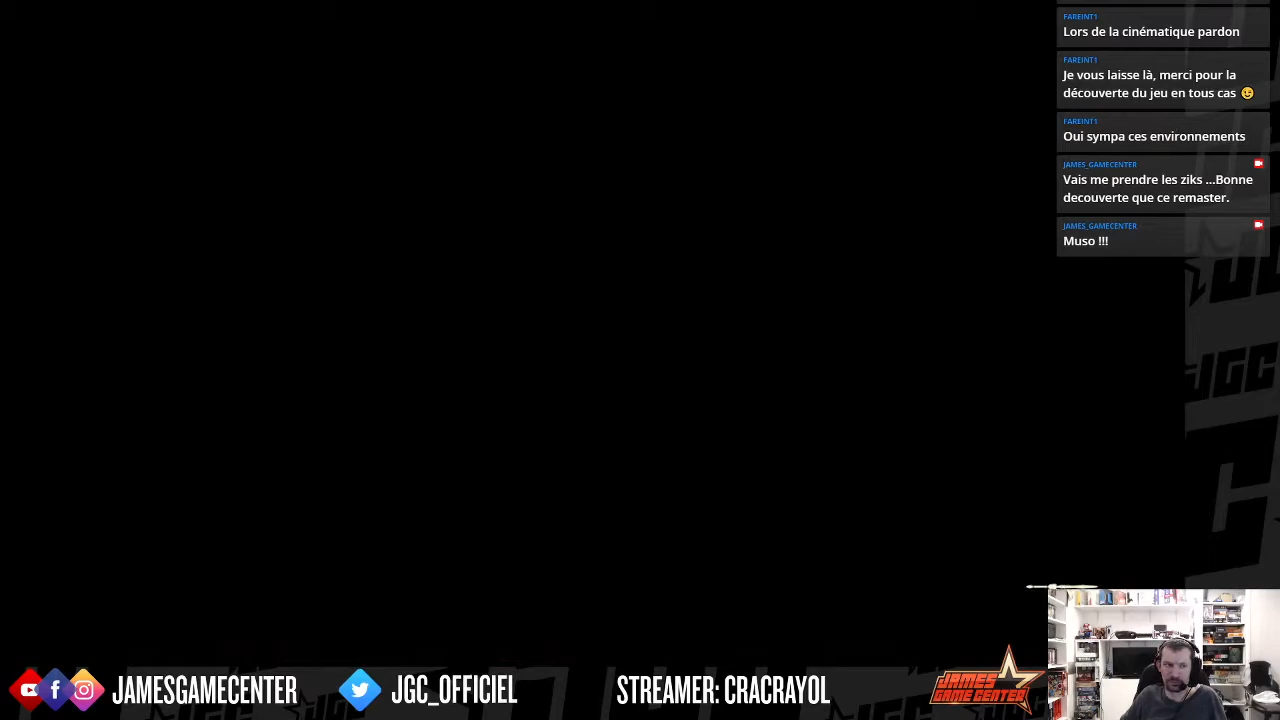 FAREINT1
Lors de la cinématique pardon
FAREINT1
Je vous laisse là, merci pour la
découverte du jeu en tous cas 😉
FAREINT1
Oui sympa ces environnements
JAMES_GAMECENTER
Vais me prendre les ziks ...Bonne
decouverte que ce remaster.
JAMES_GAMECENTER
Muso !!!
JGC
JAMESGAMECENTER
JGC_OFFICIEL
STREAMER: CRACRAYOL
JAMES
GAME CENTER